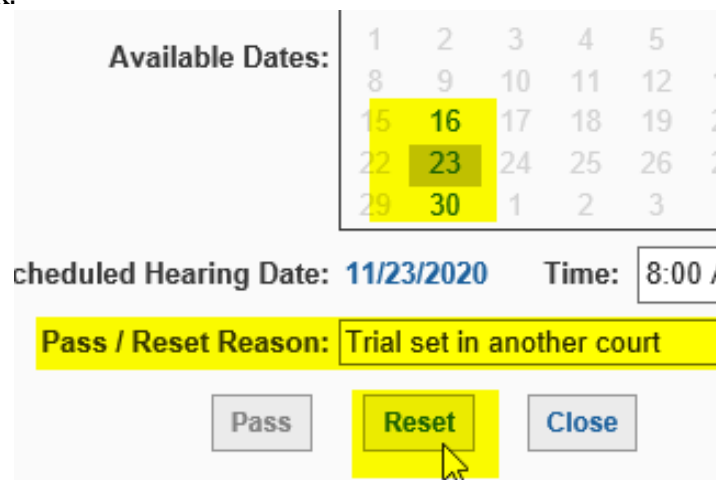 Available Dates:
1 2 3 4 5
8 9 10 11 12
15 16 17 18 19
22 23 24 25 26
29 30 1 2 3
cheduled Hearing Date: 11/23/2020 Time: 8:00 A
Pass / Reset Reason: Trial set in another court
Pass Reset Close